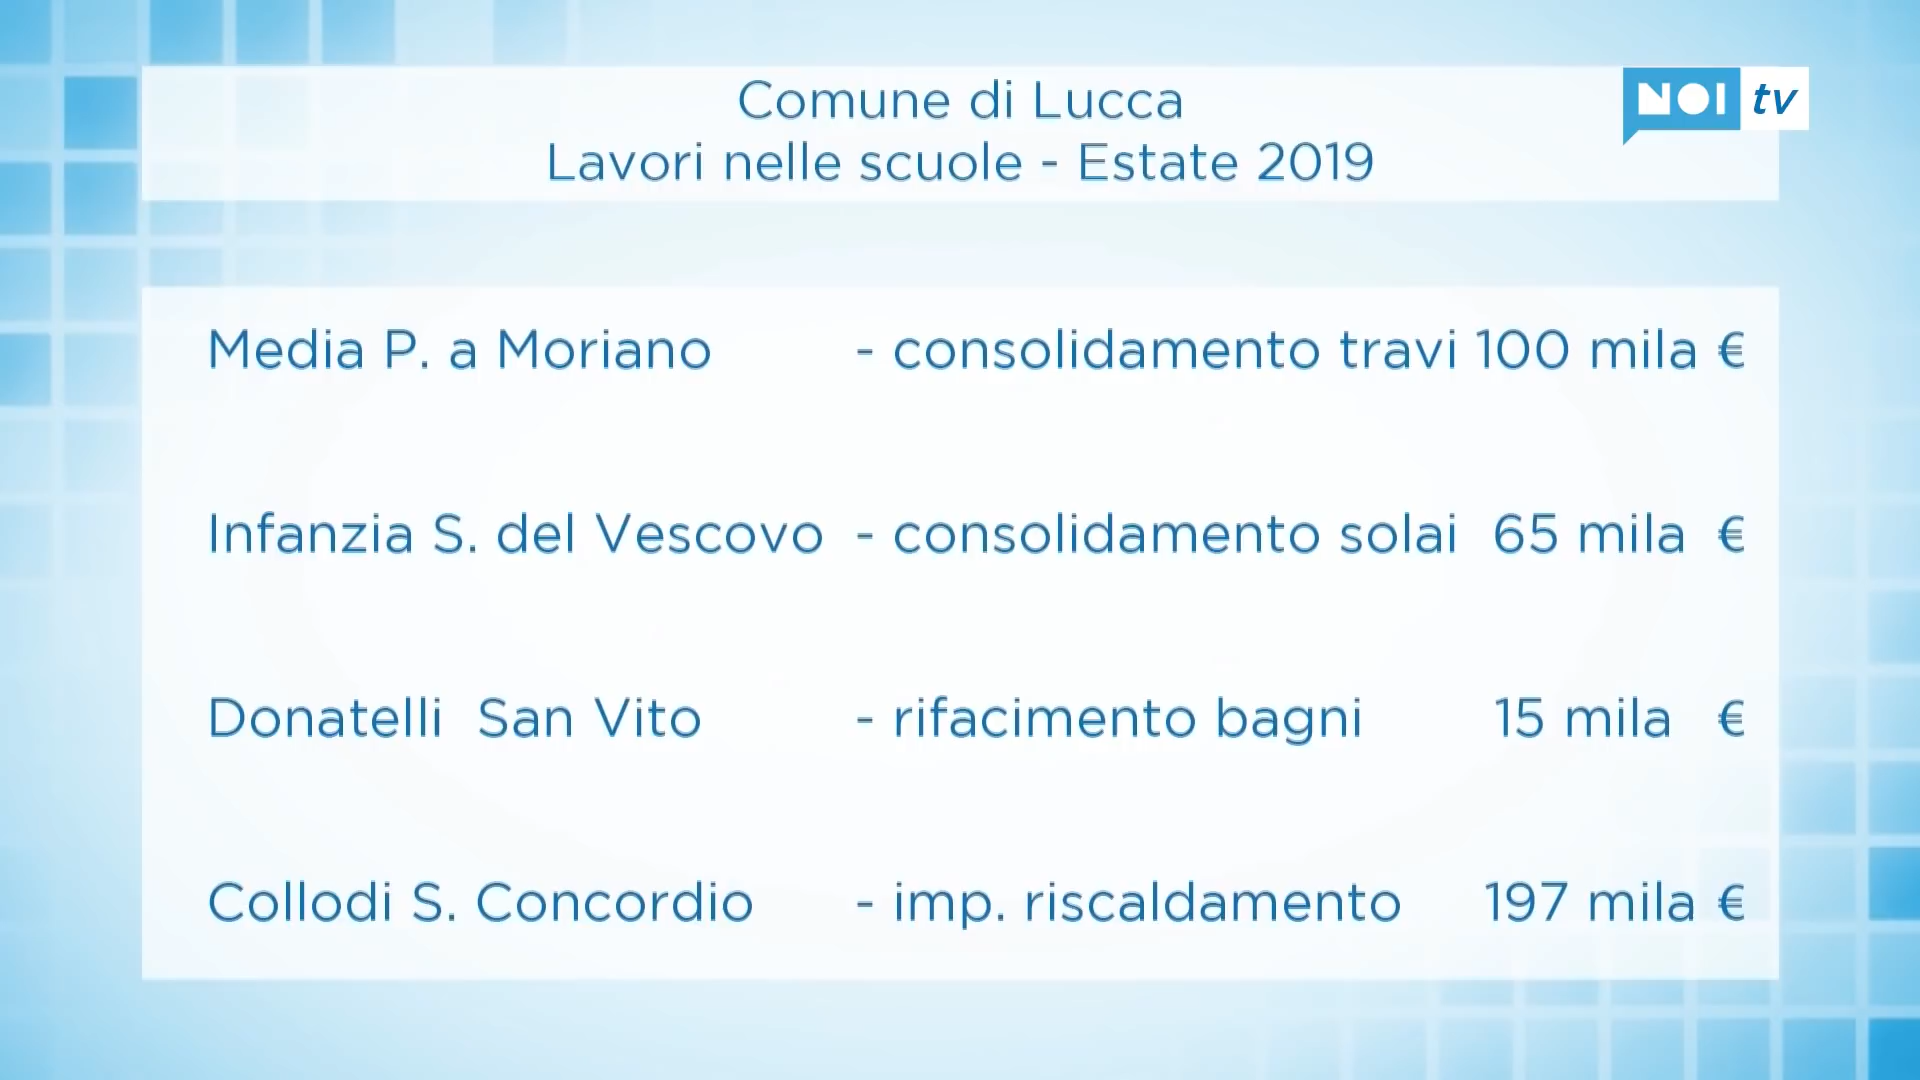 Comune di Lucca
NOI tv
Lavori nelle scuole - Estate 2019
Media P. a Moriano - consolidamento travi 100 mila €
Infanzia S. del Vescovo - consolidamento solai 65 mila €
Donatelli San Vito - rifacimento bagni 15 mila €
Collodi S. Concordio - imp. riscaldamento 197 mila €